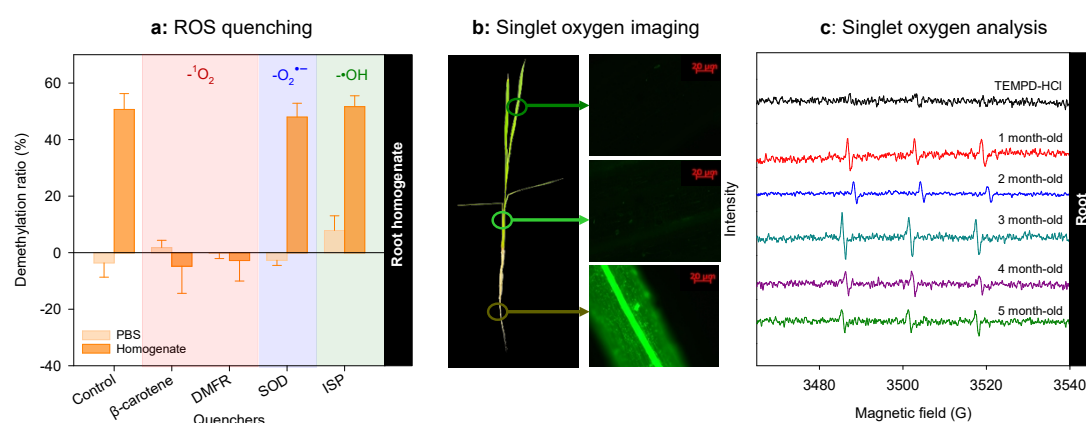 a: ROS quenching
-¹O₂
-O₂•−
-•OH
Demethylation ratio (%)
60
40
20
0
-20
-40
PBS
Homogenate
Control
β-carotene
DMFR
SOD
ISP
Quenchers
Root homogenate
b: Singlet oxygen imaging
20 μm
20 μm
20 μm
c: Singlet oxygen analysis
Intensity
TEMPD-HCl
1 month-old
2 month-old
3 month-old
4 month-old
5 month-old
3480
3500
3520
3540
Magnetic field (G)
Root